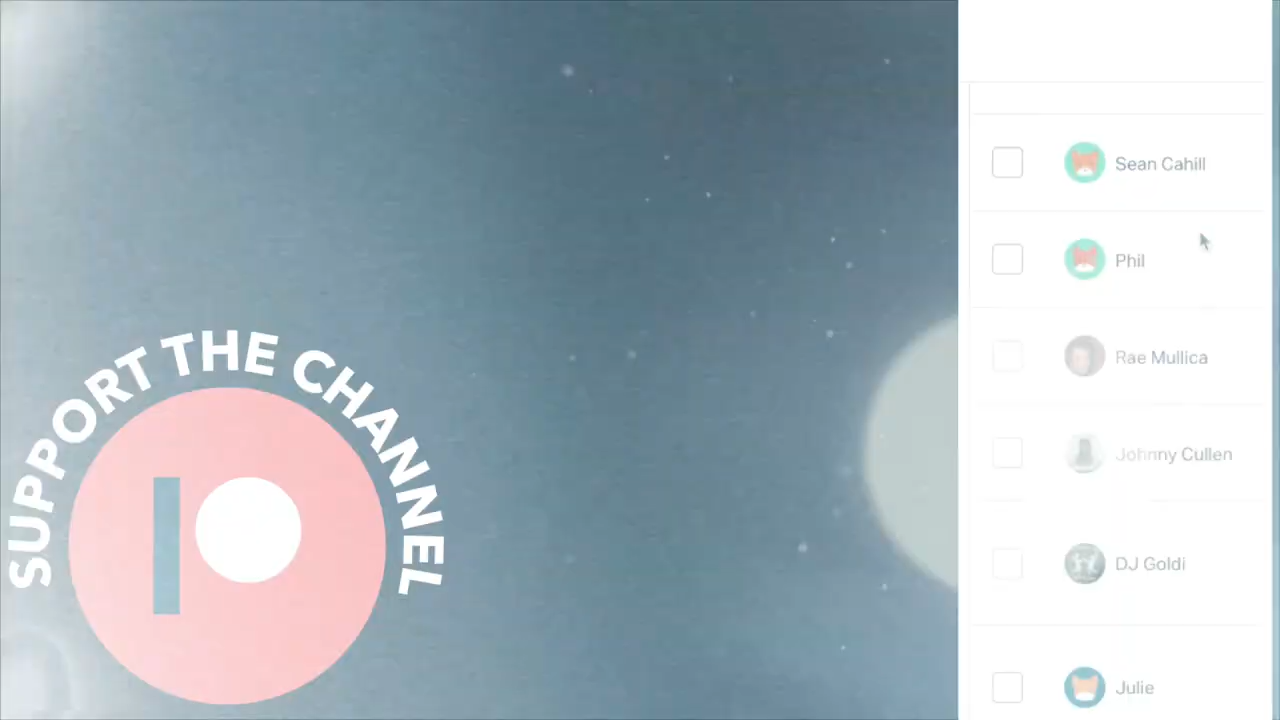 SUPPORT THE CHANNEL
Sean Cahill
Phil
Rae Mullica
Johnny Cullen
DJ Goldi
Julie